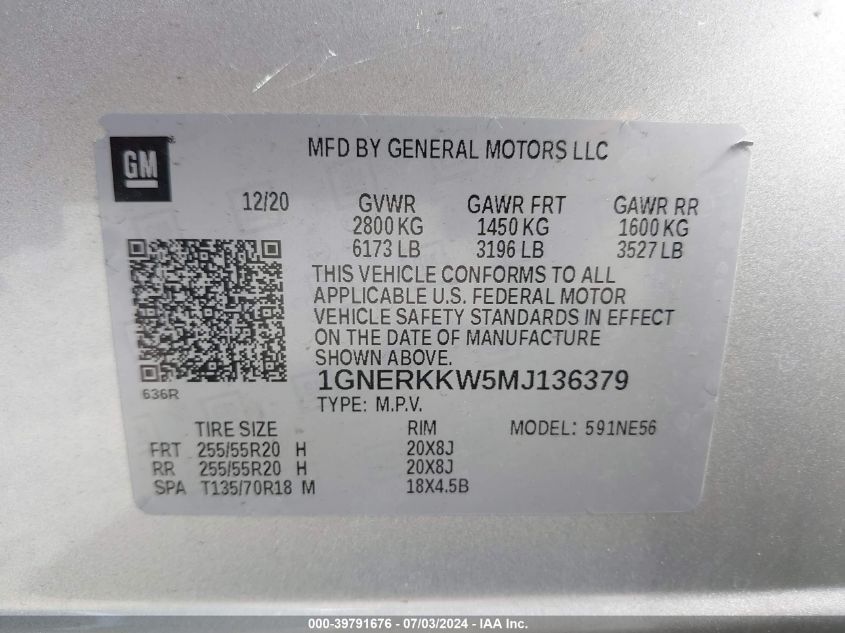 GM
MFD BY GENERAL MOTORS LLC
12/20 GVWR GAWR FRT GAWR RR
2800 KG 1450 KG 1600 KG
6173 LB 3196 LB 3527 LB
THIS VEHICLE CONFORMS TO ALL
APPLICABLE U.S. FEDERAL MOTOR
VEHICLE SAFETY STANDARDS IN EFFECT
ON THE DATE OF MANUFACTURE
SHOWN ABOVE.
1GNERKKW5MJ136379
636R
TYPE: M.P.V.
TIRE SIZE RIM MODEL: 591NE56
FRT 255/55R20 H 20X8J
RR 255/55R20 H 20X8J
SPA T135/70R18 M 18X4.5B
000-39791676 - 07/03/2024 - IAA Inc.